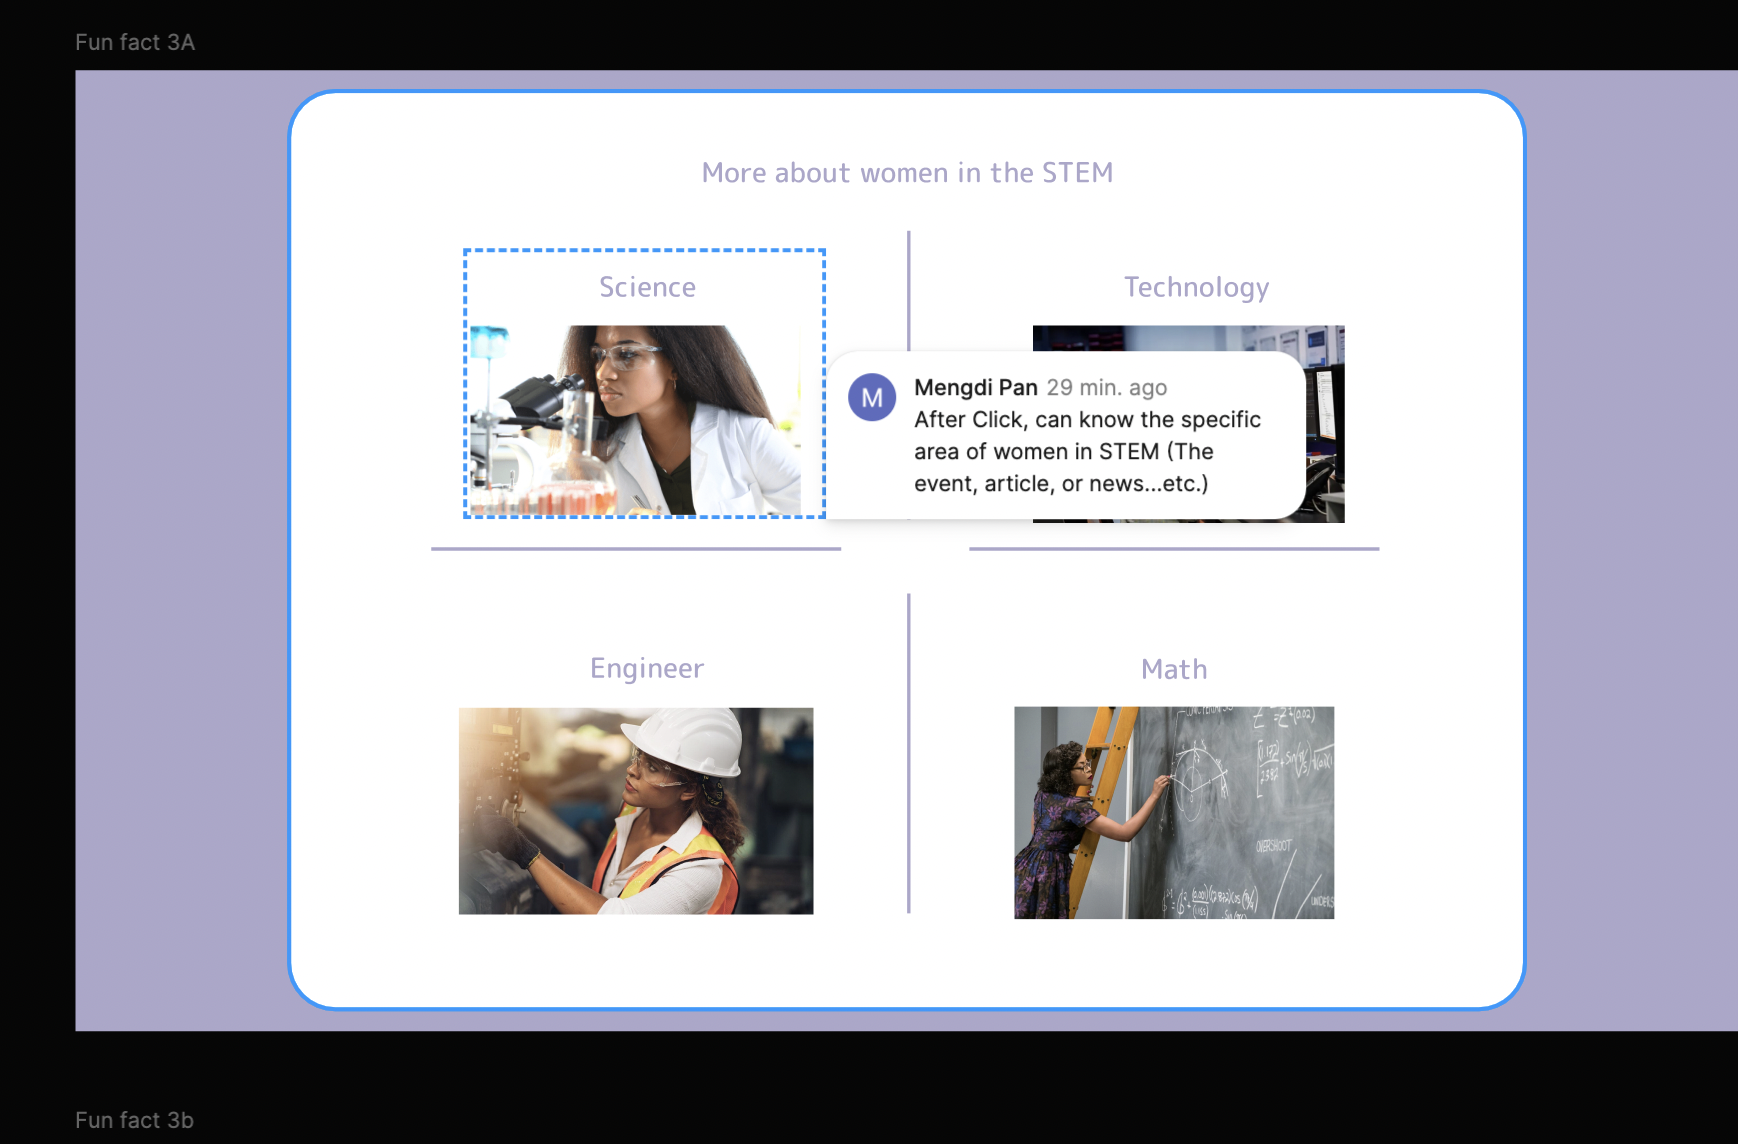 Fun fact 3A
More about women in the STEM
Science
Technology
M
Mengdi Pan 29 min. ago
After Click, can know the specific
area of women in STEM (The
event, article, or news...etc.)
Engineer
Math
OVERSHOOT
UNDERS
Fun fact 3b